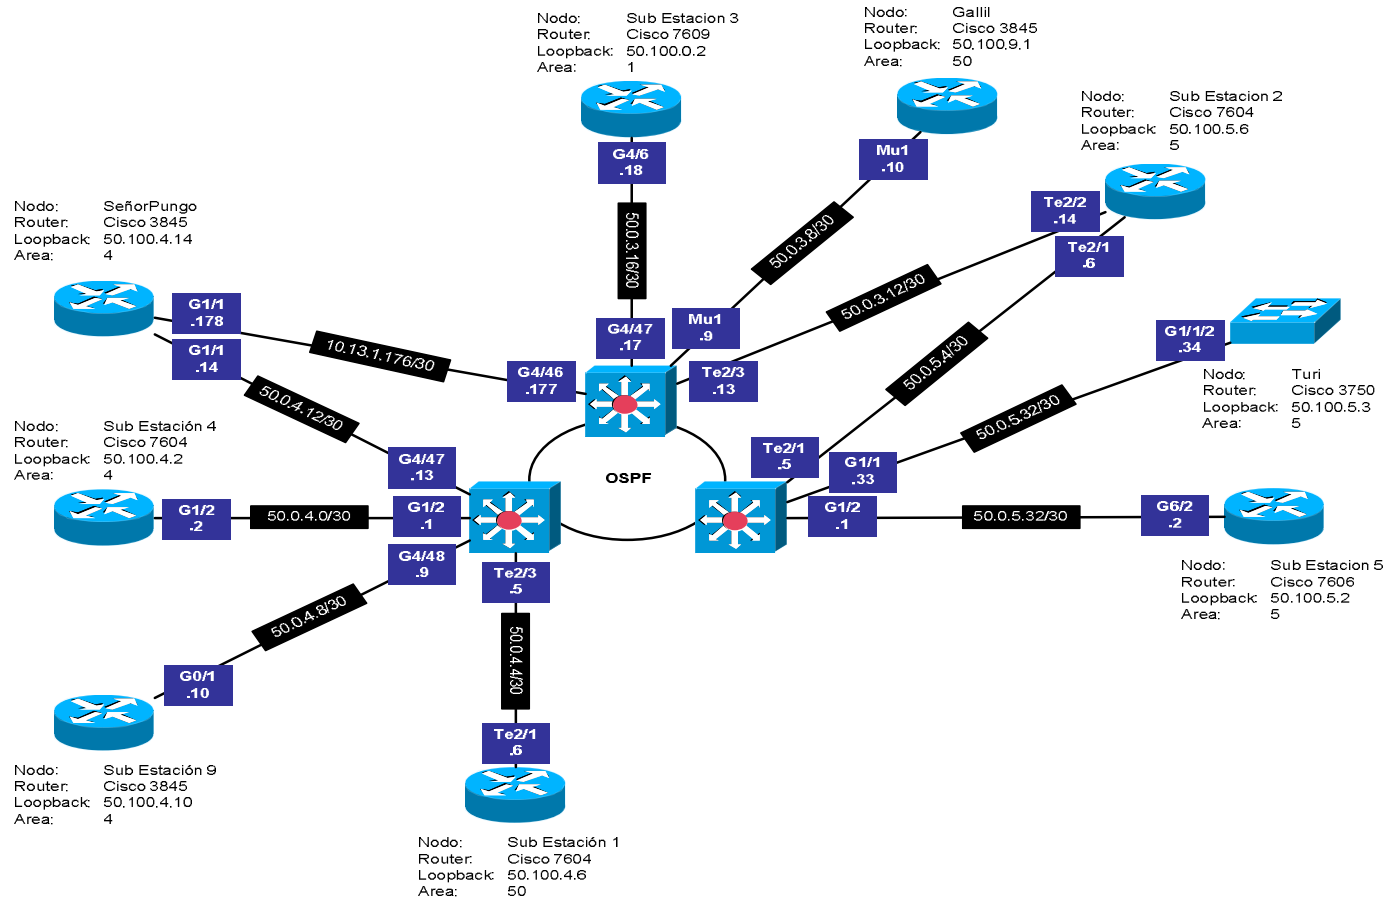 Nodo: Sub Estacion 3
Router: Cisco 7609
Loopback: 50.100.0.2
Area: 1
Nodo: Gallil
Router: Cisco 3845
Loopback: 50.100.9.1
Area: 50
Nodo: Sub Estacion 2
Router: Cisco 7604
Loopback: 50.100.5.6
Area: 5
G4/6
.18
Mu1
.10
Te2/2
.14
Te2/1
.6
Nodo: SeñorPungo
Router: Cisco 3845
Loopback: 50.100.4.14
Area: 4
50.0.3.16/30
50.0.3.8/30
50.0.3.12/30
50.0.5.4/30
G1/1
.178
G1/1
.14
10.13.1.176/30
50.0.4.12/30
G4/46
.177
G4/47
.17
Mu1
.9
Te2/3
.13
G1/1/2
.34
Nodo: Turi
Router: Cisco 3750
Loopback: 50.100.5.3
Area: 5
50.0.5.32/30
Nodo: Sub Estación 4
Router: Cisco 7604
Loopback: 50.100.4.2
Area: 4
G4/47
.13
Te2/1
.5
G1/1
.33
OSPF
G1/2
.2
50.0.4.0/30
G1/2
.1
G1/2
.1
50.0.5.32/30
G6/2
.2
G4/48
.9
Te2/3
.5
Nodo: Sub Estacion 5
Router: Cisco 7606
Loopback: 50.100.5.2
Area: 5
50.0.4.8/30
50.0.4.4/30
G0/1
.10
Te2/1
.6
Nodo: Sub Estación 9
Router: Cisco 3845
Loopback: 50.100.4.10
Area: 4
Nodo: Sub Estación 1
Router: Cisco 7604
Loopback: 50.100.4.6
Area: 50